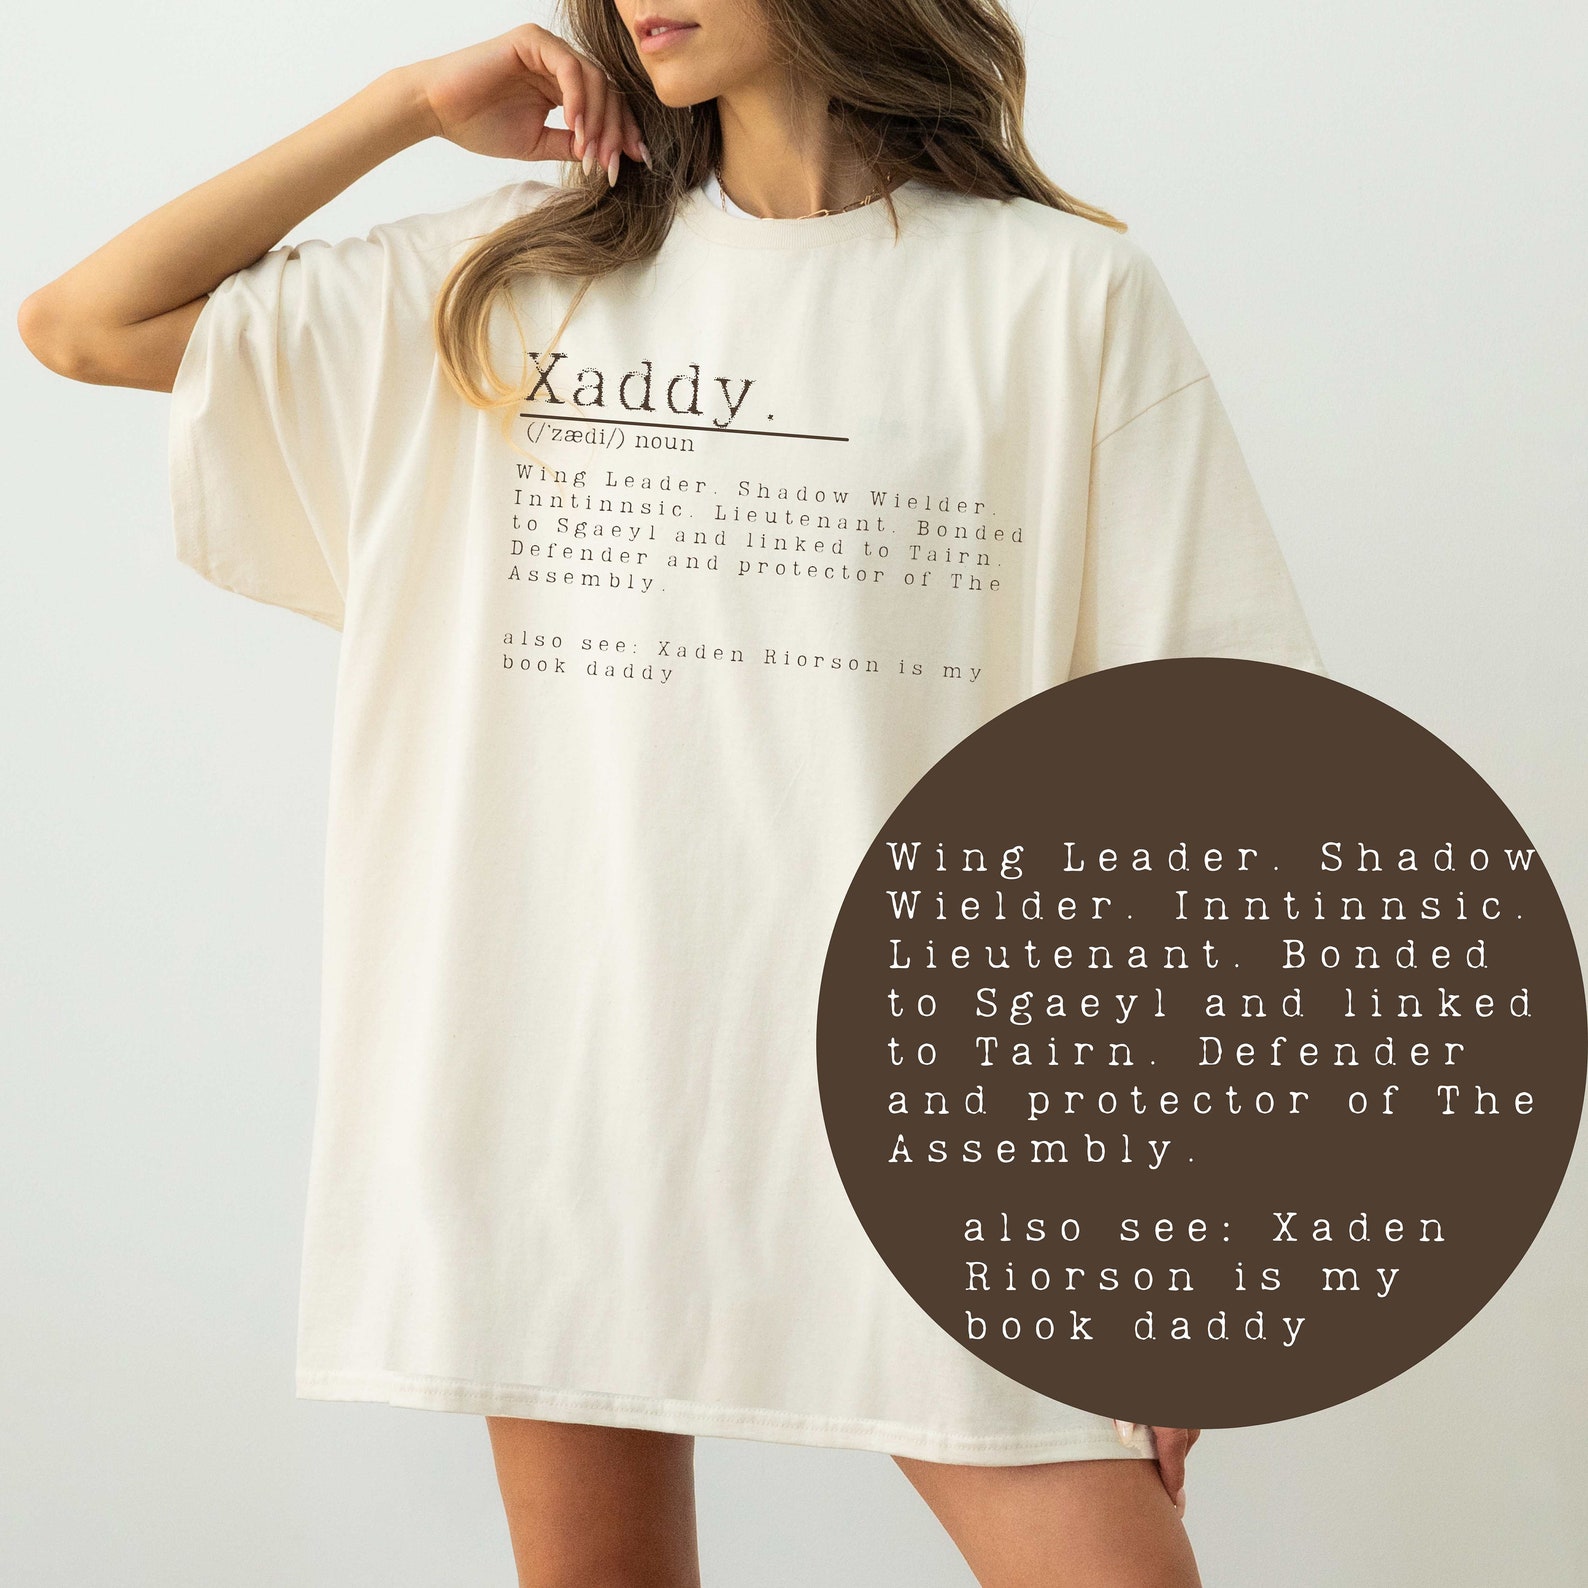 Xaddy.
(/ˈzædi/) noun
Wing Leader. Shadow Wielder.
Inntinnsic. Lieutenant. Bonded
to Sgaeyl and linked to Tairn.
Defender and protector of The
Assembly.
also see: Xaden Riorson is my
book daddy
Wing Leader. Shadow
Wielder. Inntinnsic.
Lieutenant. Bonded
to Sgaeyl and linked
to Tairn. Defender
and protector of The
Assembly.
also see: Xaden
Riorson is my
book daddy